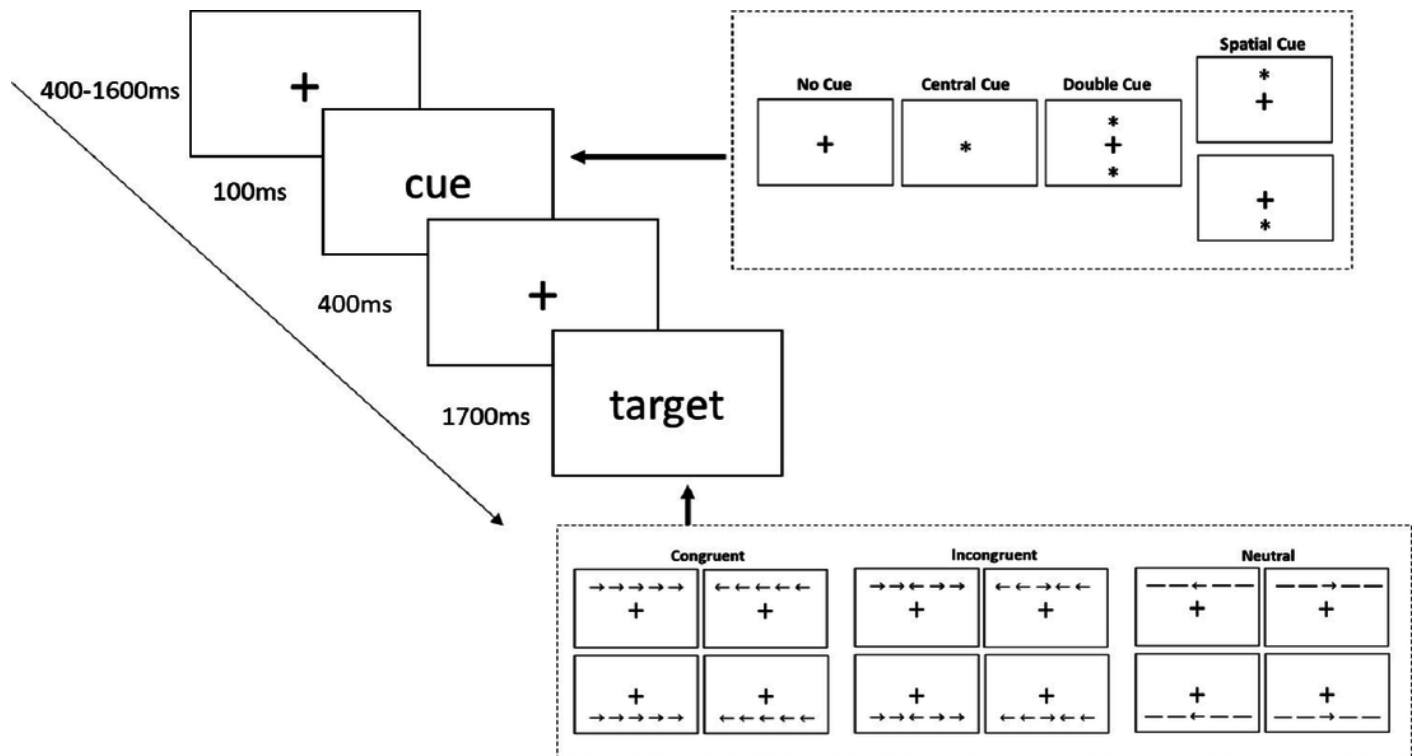 400-1600ms
+
100ms
cue
400ms
+
1700ms
target
No Cue
+
Central Cue
*
Double Cue
*
+
*
Spatial Cue
*
+
+
*
Congruent
→→→→→
+
←←←←←
+
+
→→→→→
+
←←←←←
Incongruent
→→←→→
+
←←→←←
+
+
→→←→→
+
←←→←←
Neutral
— — ← — —
+
— — → — —
+
+
— — ← — —
+
— — → — —